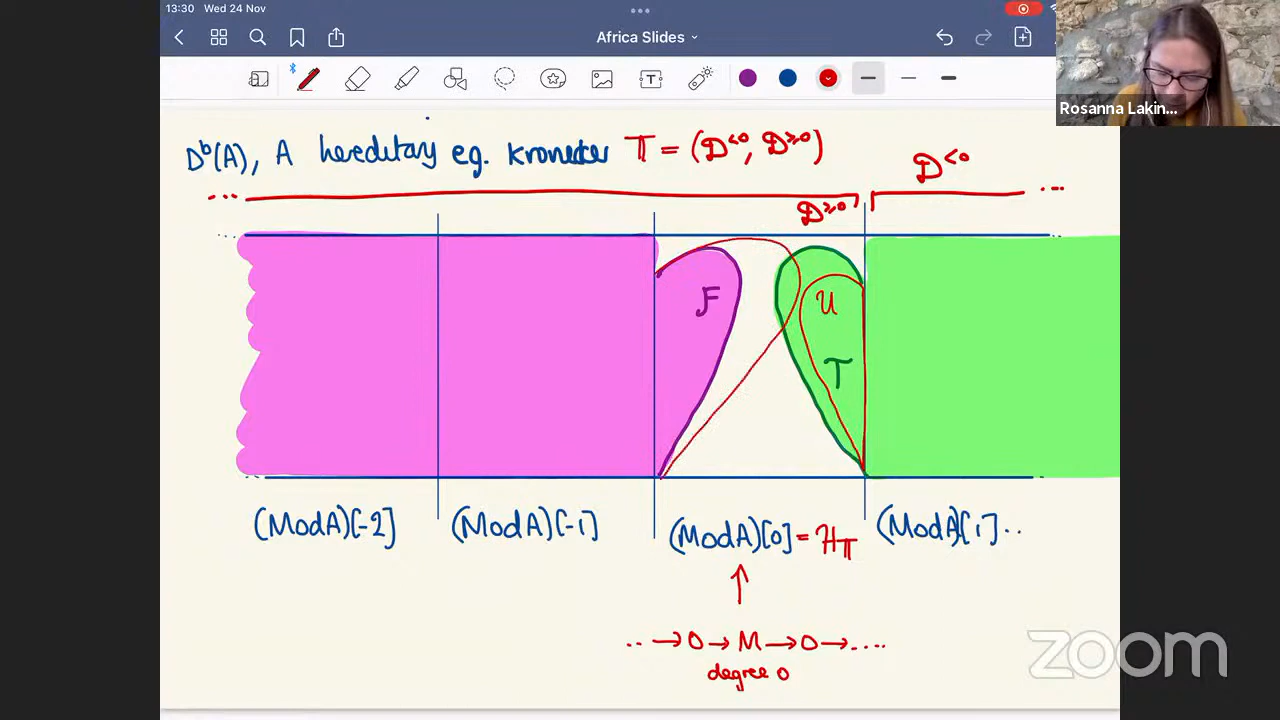 13:30 Wed 24 Nov
Africa Slides
Rosanna Lakin...
Dᵇ(A), A hereditary eg. Kronecker 𝕋 = (𝒟^{<0}, 𝒟^{≥0})
𝒟^{<0}
... ...
𝒟^{≥0}
F U
T
(ModA)[-2] (ModA)[-1] (ModA)[0] = ℋ_𝕋 (ModA)[1] ..
↑
.. → 0 → M → 0 → ....
degree 0
zoom